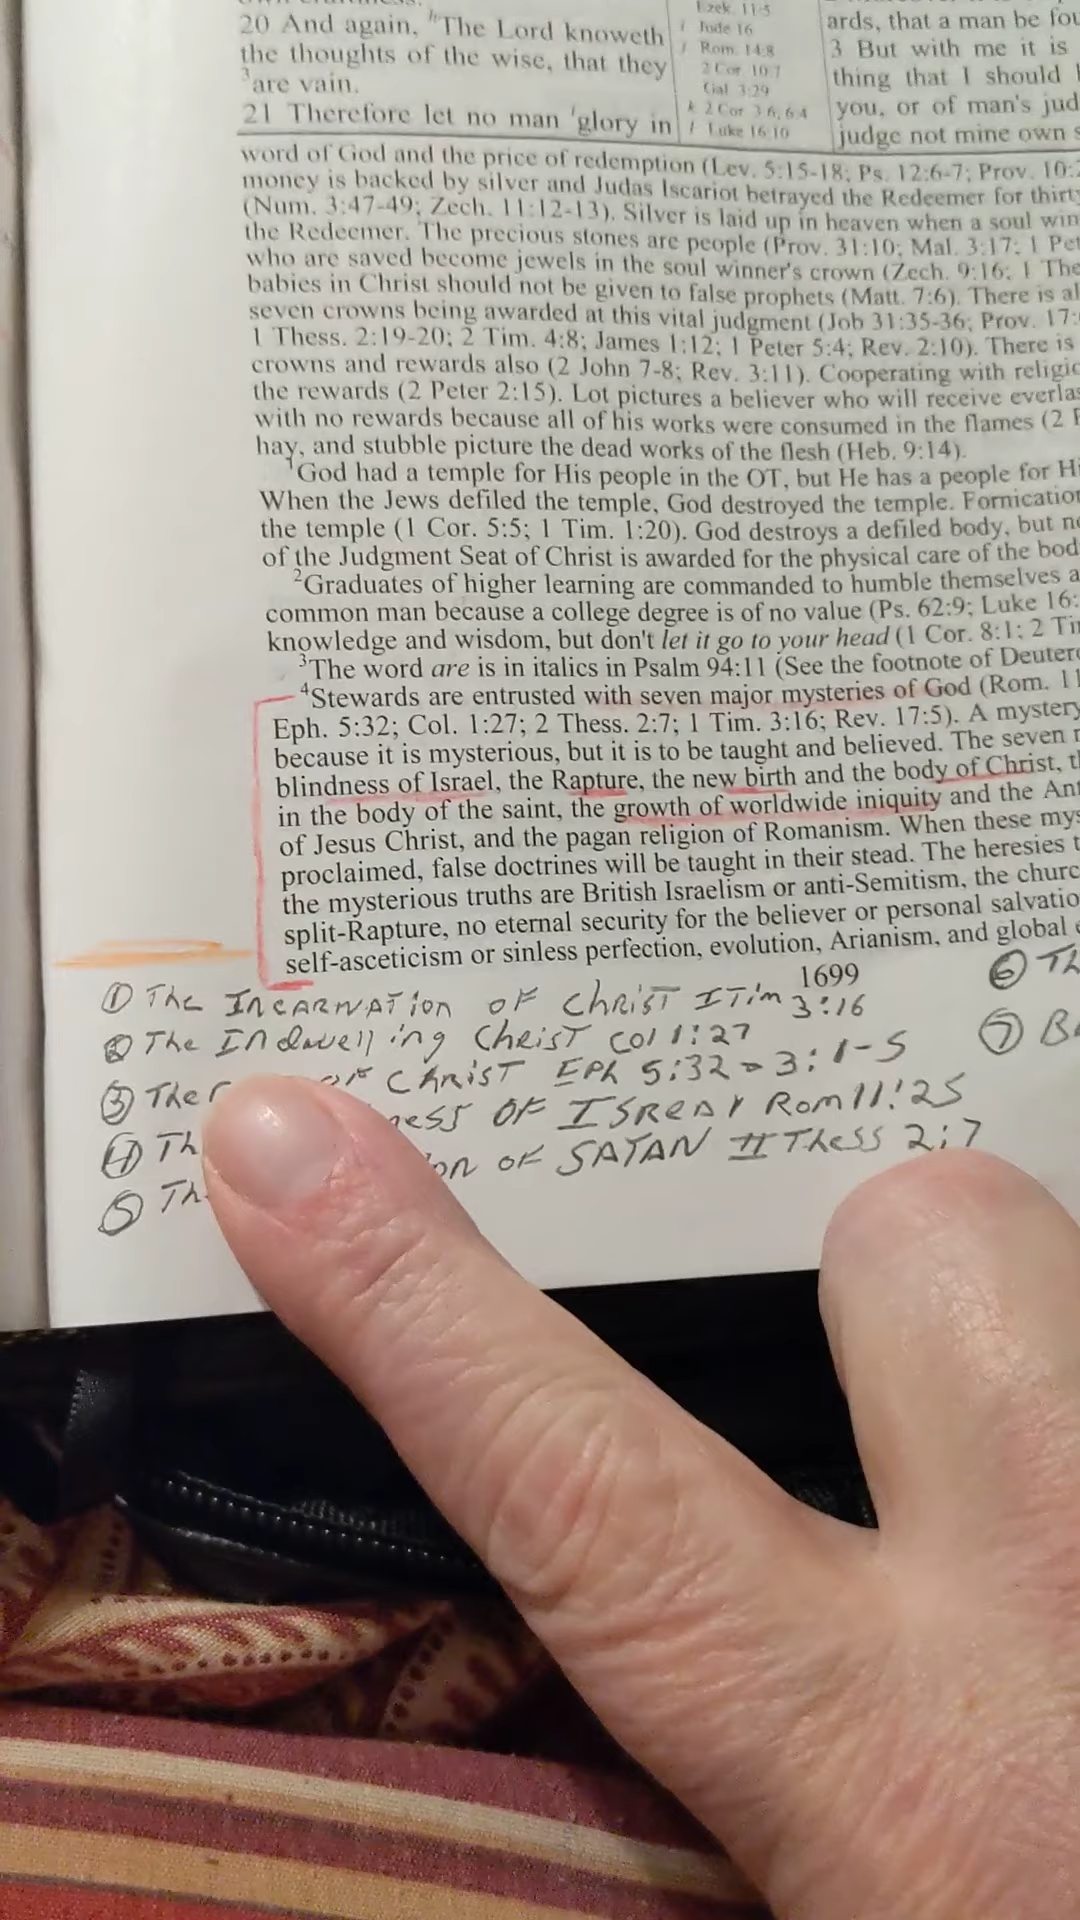 20 And again, hThe Lord knoweth
the thoughts of the wise, that they
3are vain.
21 Therefore let no man iglory in
Ezek. 11:5
i Jude 16
j Rom. 14:8
2 Cor. 10:7
Gal. 3:29
k 2 Cor. 3:6, 6:4
l Luke 16:10
ards, that a man be fou
3 But with me it is
thing that I should
you, or of man's jud
judge not mine own s
word of God and the price of redemption (Lev. 5:15-18; Ps. 12:6-7; Prov. 10:2
money is backed by silver and Judas Iscariot betrayed the Redeemer for thirty
(Num. 3:47-49; Zech. 11:12-13). Silver is laid up in heaven when a soul win
the Redeemer. The precious stones are people (Prov. 31:10; Mal. 3:17; 1 Pet
who are saved become jewels in the soul winner's crown (Zech. 9:16; 1 The
babies in Christ should not be given to false prophets (Matt. 7:6). There is al
seven crowns being awarded at this vital judgment (Job 31:35-36; Prov. 17:
1 Thess. 2:19-20; 2 Tim. 4:8; James 1:12; 1 Peter 5:4; Rev. 2:10). There is
crowns and rewards also (2 John 7-8; Rev. 3:11). Cooperating with religio
the rewards (2 Peter 2:15). Lot pictures a believer who will receive everlas
with no rewards because all of his works were consumed in the flames (2 P
hay, and stubble picture the dead works of the flesh (Heb. 9:14).
1God had a temple for His people in the OT, but He has a people for Hi
When the Jews defiled the temple, God destroyed the temple. Fornication
the temple (1 Cor. 5:5; 1 Tim. 1:20). God destroys a defiled body, but no
of the Judgment Seat of Christ is awarded for the physical care of the bod
2Graduates of higher learning are commanded to humble themselves a
common man because a college degree is of no value (Ps. 62:9; Luke 16:
knowledge and wisdom, but don't let it go to your head (1 Cor. 8:1; 2 Tim
3The word are is in italics in Psalm 94:11 (See the footnote of Deutero
4Stewards are entrusted with seven major mysteries of God (Rom. 11
Eph. 5:32; Col. 1:27; 2 Thess. 2:7; 1 Tim. 3:16; Rev. 17:5). A mystery
because it is mysterious, but it is to be taught and believed. The seven m
blindness of Israel, the Rapture, the new birth and the body of Christ, th
in the body of the saint, the growth of worldwide iniquity and the Ant
of Jesus Christ, and the pagan religion of Romanism. When these mys
proclaimed, false doctrines will be taught in their stead. The heresies t
the mysterious truths are British Israelism or anti-Semitism, the churc
split-Rapture, no eternal security for the believer or personal salvatio
self-asceticism or sinless perfection, evolution, Arianism, and global
1699
① The INCARNATION OF CHRIST I Tim 3:16
② The Indwelling Christ Col 1:27
③ The OF CHRIST EPh 5:32 - 3:1-5
④ Th ness OF ISREAY Rom 11:25
⑤ Th on OF SATAN II Thess 2:7
⑥ Th
⑦ Ba